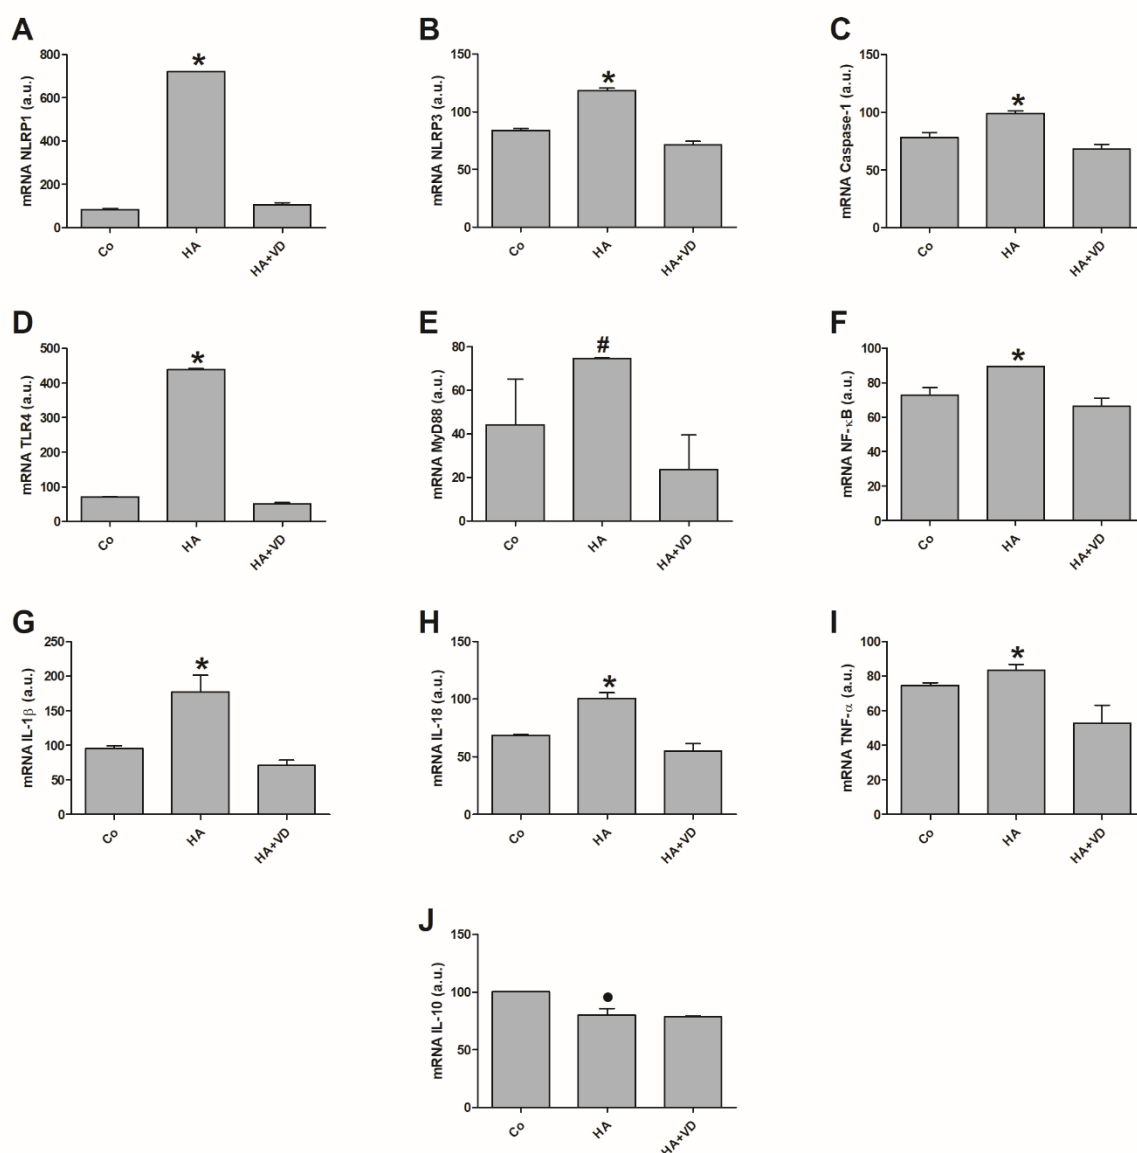 A
mRNA NLRP1 (a.u.)
800
600
400
200
0
*
Co
HA
HA+VD
B
mRNA NLRP3 (a.u.)
150
100
50
0
*
Co
HA
HA+VD
C
mRNA Caspase-1 (a.u.)
150
100
50
0
*
Co
HA
HA+VD
D
mRNA TLR4 (a.u.)
500
400
300
200
100
0
*
Co
HA
HA+VD
E
mRNA MyD88 (a.u.)
80
60
40
20
0
#
Co
HA
HA+VD
F
mRNA NF-κB (a.u.)
100
80
60
40
20
0
*
Co
HA
HA+VD
G
mRNA IL-1β (a.u.)
250
200
150
100
50
0
*
Co
HA
HA+VD
H
mRNA IL-18 (a.u.)
150
100
50
0
*
Co
HA
HA+VD
I
mRNA TNF-α (a.u.)
100
80
60
40
20
0
*
Co
HA
HA+VD
J
mRNA IL-10 (a.u.)
150
100
50
0
•
Co
HA
HA+VD